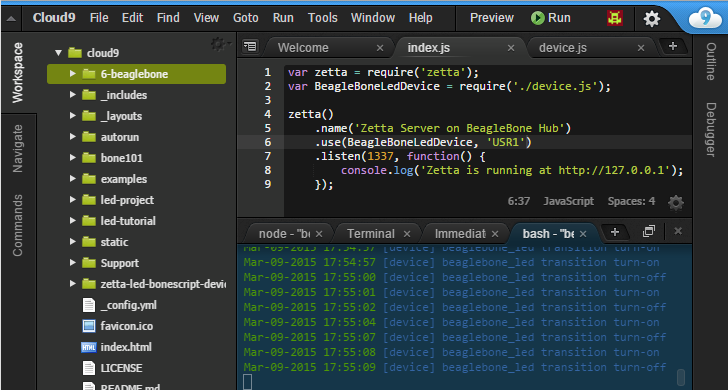 Cloud9 File Edit Find View Goto Run Tools Window Help Preview Run 9
Workspace
Navigate
Commands
cloud9
6-beaglebone
_includes
_layouts
autorun
bone101
examples
led-project
led-tutorial
static
Support
zetta-led-bonescript-devic
_config.yml
favicon.ico
index.html
LICENSE
README.md
Welcome index.js device.js
1 var zetta = require('zetta');
2 var BeagleBoneLedDevice = require('./device.js');
3
4 zetta()
5 .name('Zetta Server on BeagleBone Hub')
6 .use(BeagleBoneLedDevice, 'USR1')
7 .listen(1337, function() {
8 console.log('Zetta is running at http://127.0.0.1');
9 });
6:37 JavaScript Spaces: 4
node - "be Terminal Immediate bash - "be
Mar-09-2015 17:54:57 [device] beaglebone_led transition turn-on
Mar-09-2015 17:54:57 [device] beaglebone_led transition turn-on
Mar-09-2015 17:55:00 [device] beaglebone_led transition turn-off
Mar-09-2015 17:55:01 [device] beaglebone_led transition turn-on
Mar-09-2015 17:55:02 [device] beaglebone_led transition turn-off
Mar-09-2015 17:55:04 [device] beaglebone_led transition turn-on
Mar-09-2015 17:55:07 [device] beaglebone_led transition turn-off
Mar-09-2015 17:55:08 [device] beaglebone_led transition turn-on
Mar-09-2015 17:55:09 [device] beaglebone_led transition turn-off
Outline
Debugger